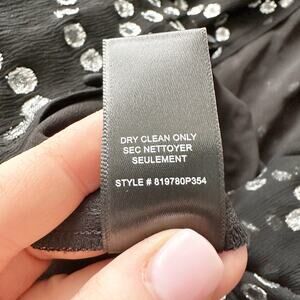 DRY CLEAN ONLY
SEC NETTOYER
SEULEMENT
STYLE # 819780P354